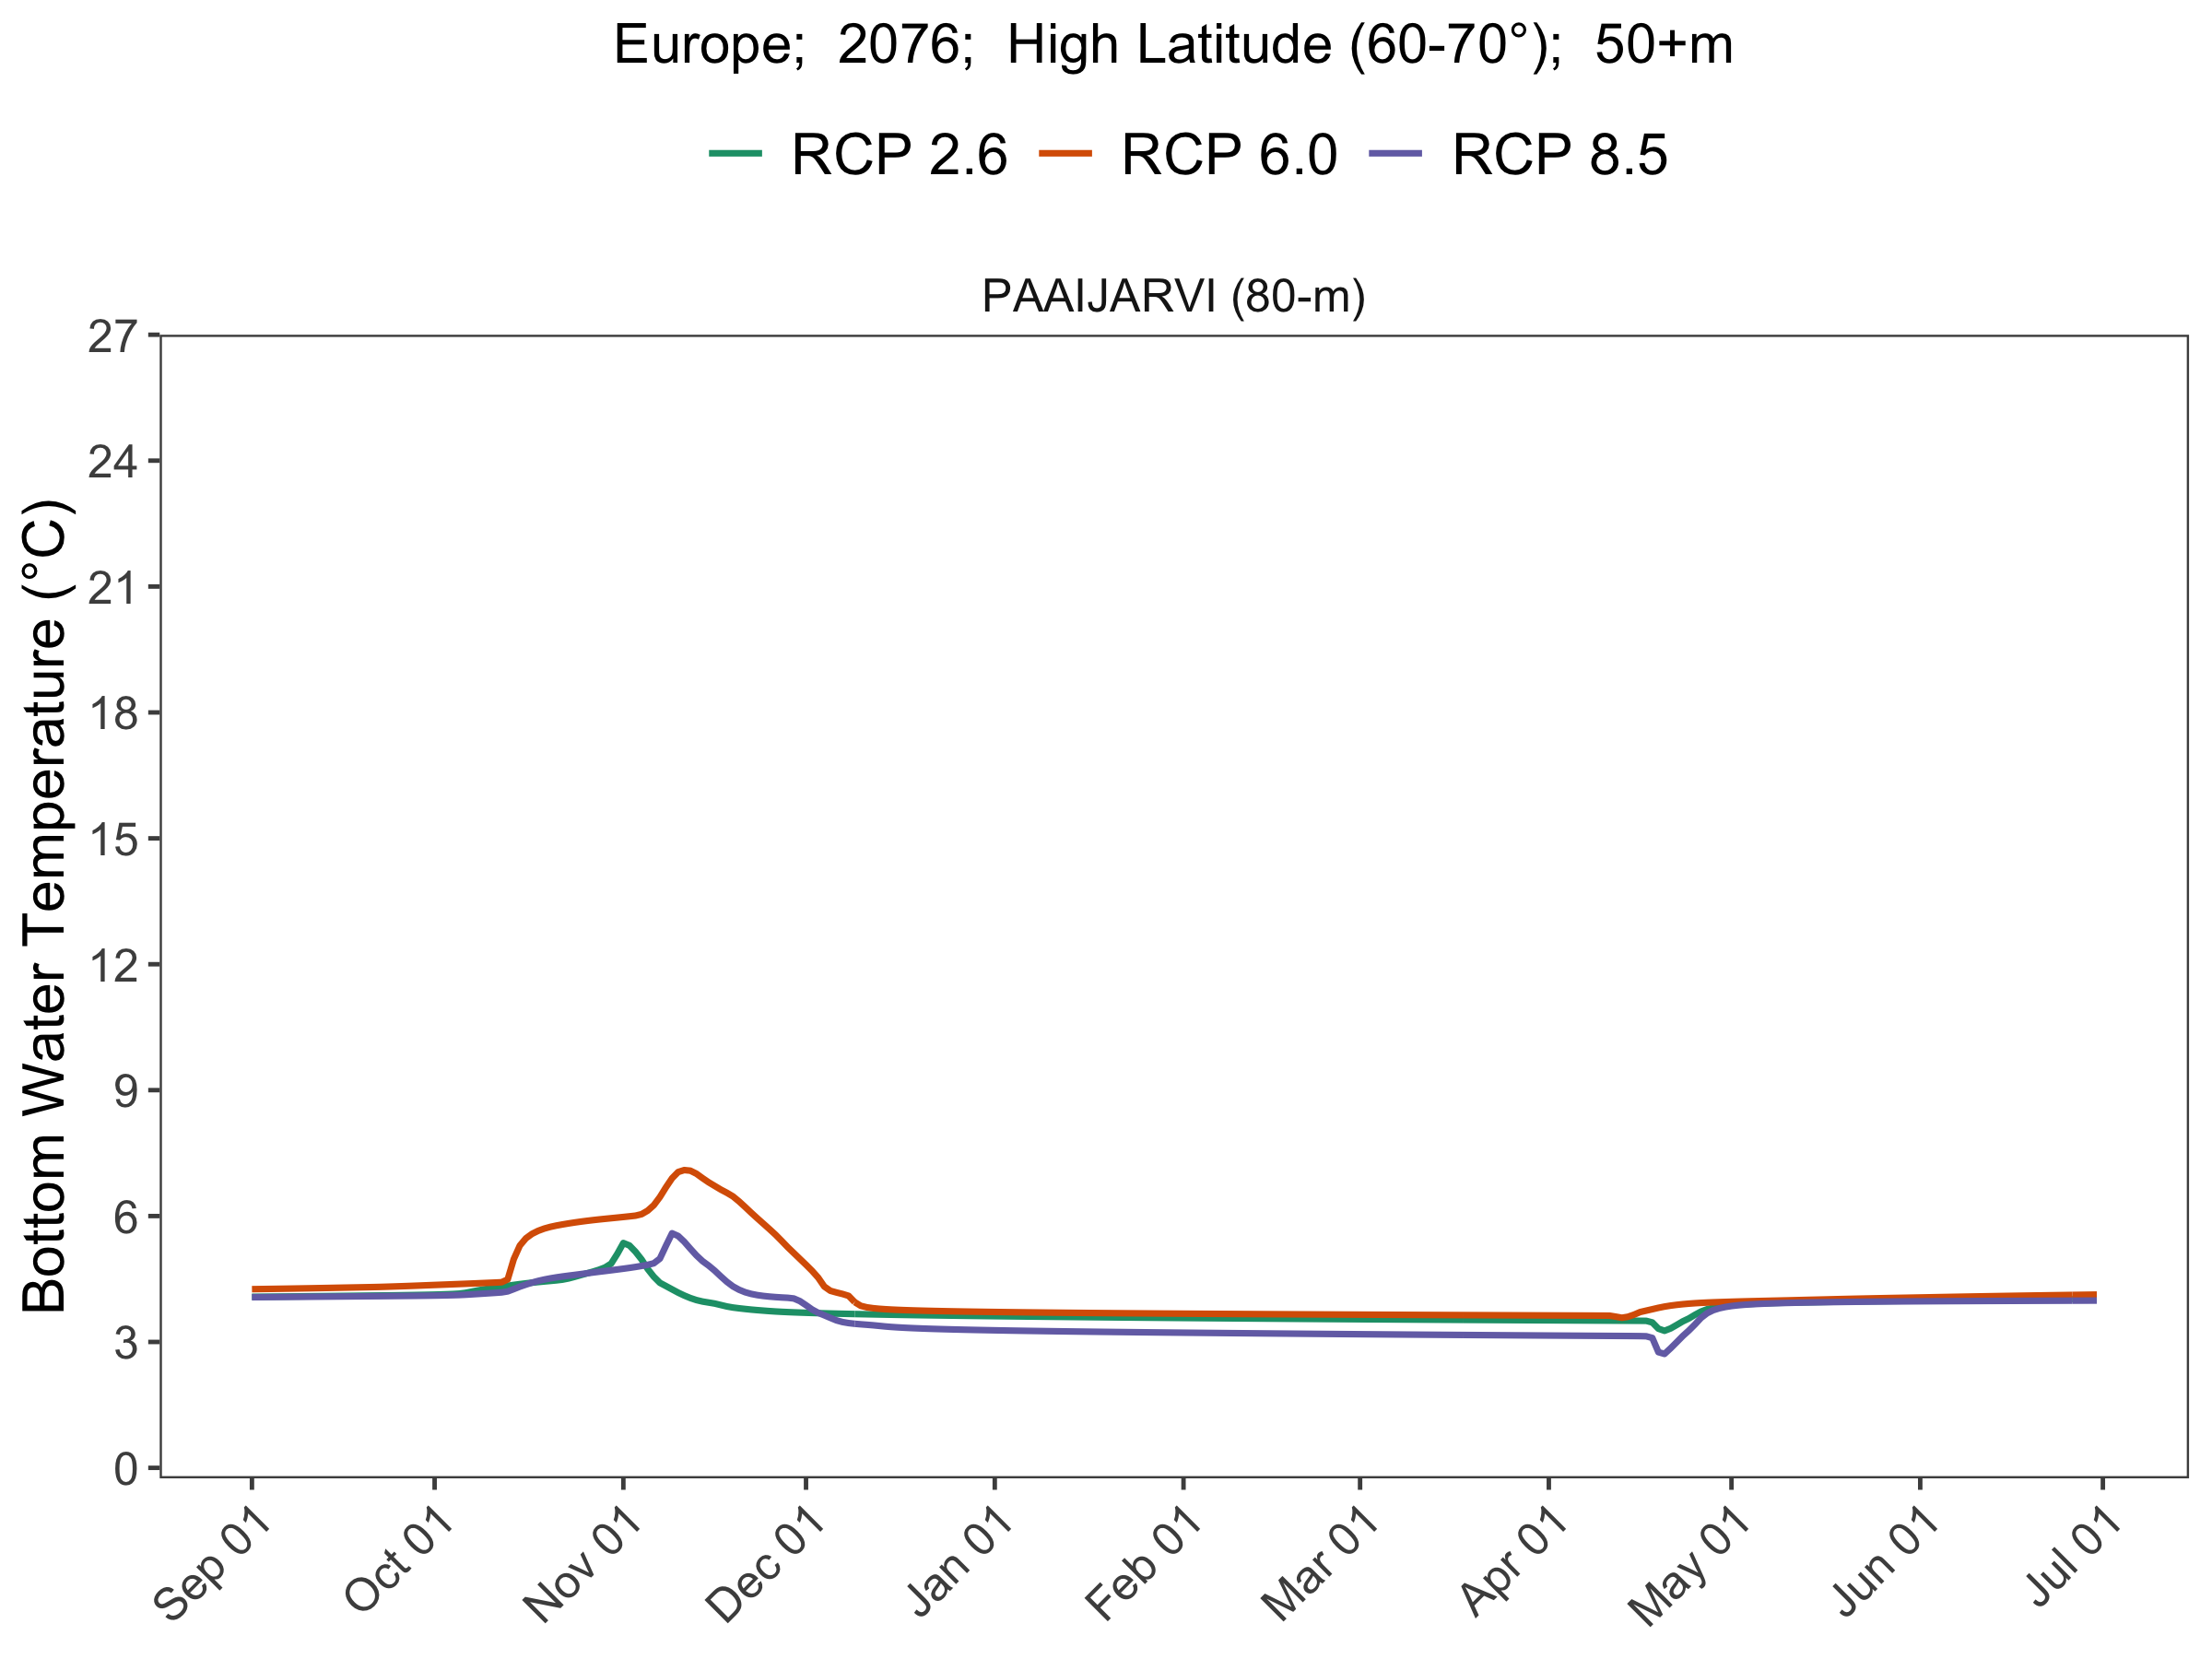 Europe;  2076;  High Latitude (60-70°);  50+m
RCP 2.6 RCP 6.0 RCP 8.5
PAAIJARVI (80-m)
Bottom Water Temperature (°C)
27
24
21
18
15
12
9
6
3
0
Sep 01 Oct 01 Nov 01 Dec 01 Jan 01 Feb 01 Mar 01 Apr 01 May 01 Jun 01 Jul 01